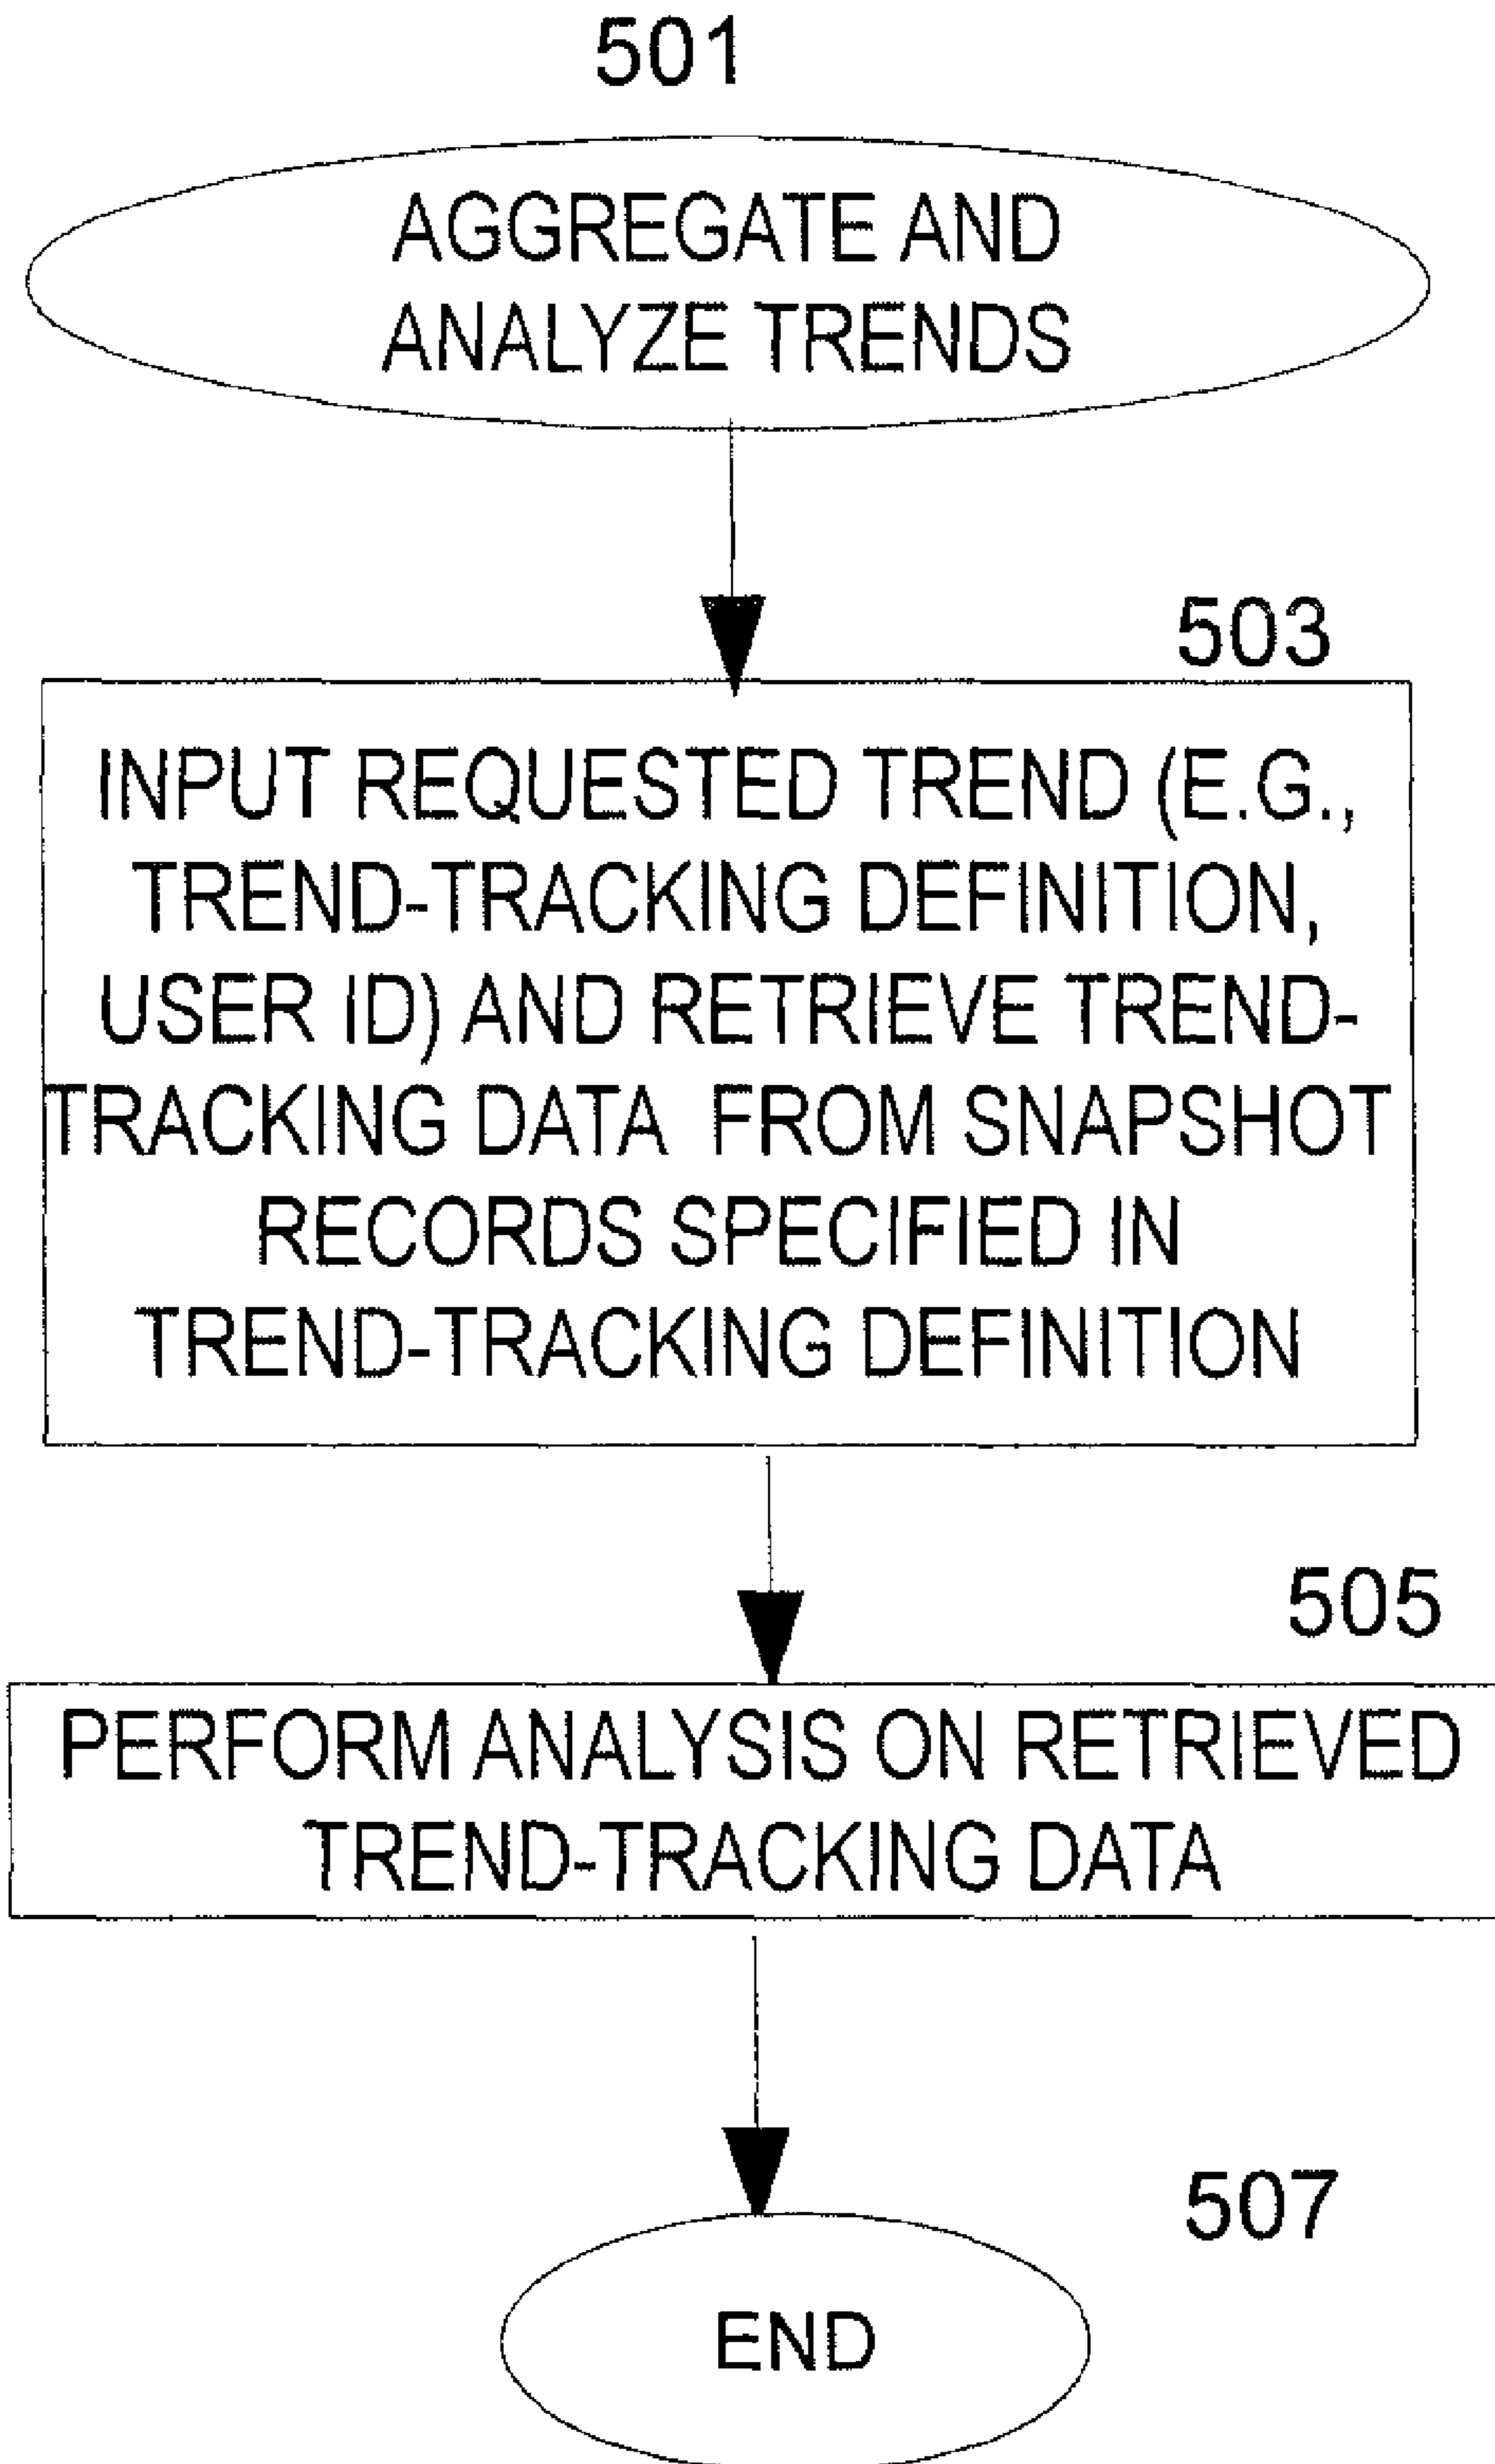 501
AGGREGATE AND
ANALYZE TRENDS
503
INPUT REQUESTED TREND (E.G.,
TREND-TRACKING DEFINITION,
USER ID) AND RETRIEVE TREND-
TRACKING DATA FROM SNAPSHOT
RECORDS SPECIFIED IN
TREND-TRACKING DEFINITION
505
PERFORM ANALYSIS ON RETRIEVED
TREND-TRACKING DATA
507
END